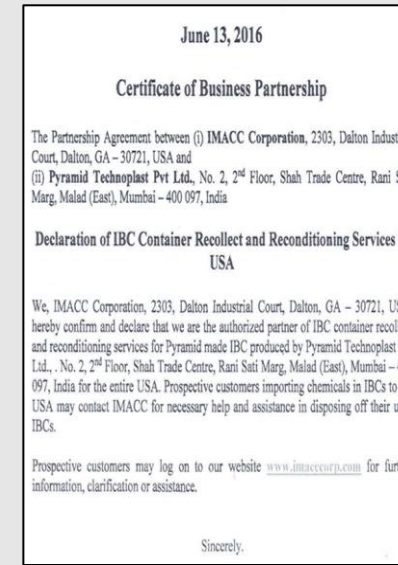 June 13, 2016
Certificate of Business Partnership
The Partnership Agreement between (i) IMACC Corporation, 2303, Dalton Indust
Court, Dalton, GA – 30721, USA and
(ii) Pyramid Technoplast Pvt Ltd., No. 2, 2nd Floor, Shah Trade Centre, Rani S
Marg, Malad (East), Mumbai – 400 097, India
Declaration of IBC Container Recollect and Reconditioning Services
USA
We, IMACC Corporation, 2303, Dalton Industrial Court, Dalton, GA – 30721, US
hereby confirm and declare that we are the authorized partner of IBC container recoll
and reconditioning services for Pyramid made IBC produced by Pyramid Technoplast
Ltd., . No. 2, 2nd Floor, Shah Trade Centre, Rani Sati Marg, Malad (East), Mumbai –
097, India for the entire USA. Prospective customers importing chemicals in IBCs to
USA may contact IMACC for necessary help and assistance in disposing off their u
IBCs.
Prospective customers may log on to our website www.imacccorp.com for furt
information, clarification or assistance.
Sincerely.